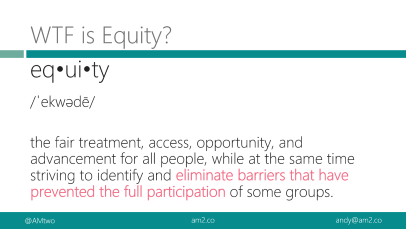 WTF is Equity?
eq•ui•ty
/ˈekwədē/
the fair treatment, access, opportunity, and
advancement for all people, while at the same time
striving to identify and eliminate barriers that have
prevented the full participation of some groups.
@AMtwo am2.co andy@am2.co